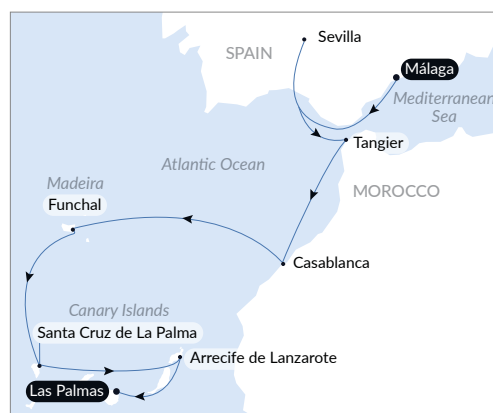 Sevilla
SPAIN
Málaga
Mediterranean
Sea
Tangier
Atlantic Ocean
MOROCCO
Madeira
Funchal
Casablanca
Canary Islands
Santa Cruz de La Palma
Arrecife de Lanzarote
Las Palmas